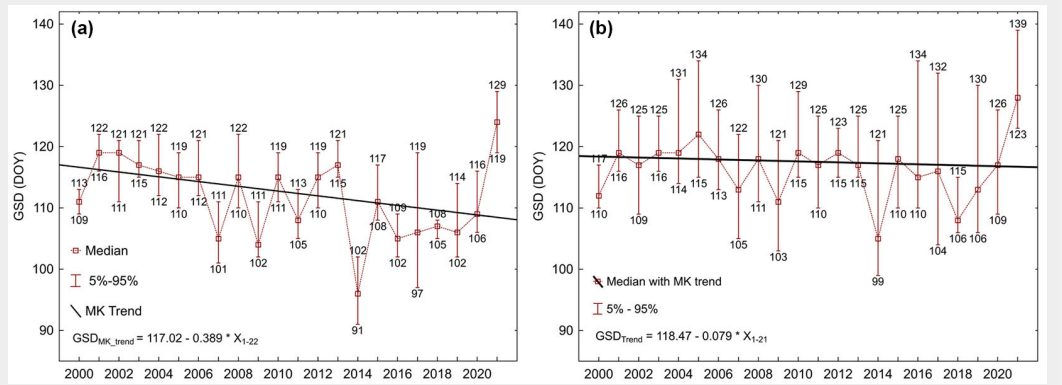 (a)
GSD (DOY)
140
130
120
110
100
90
113 122 121 121 122 119 121 111 122 111 119 113 119 121 102 117 109 119 108 114 116 129
109 116 111 115 112 110 112 101 110 102 111 105 110 115 91 108 102 97 105 102 106 119
Median
5%-95%
MK Trend
GSD_MK_trend = 117.02 - 0.389 * X_1-22
2000 2002 2004 2006 2008 2010 2012 2014 2016 2018 2020
(b)
GSD (DOY)
140
130
120
110
100
90
117 126 125 125 131 134 126 122 130 121 129 125 123 125 121 125 134 132 115 130 126 139
110 116 109 116 114 115 113 105 111 103 115 110 115 115 99 110 110 104 106 106 109 123
Median with MK trend
5% - 95%
GSD_Trend = 118.47 - 0.079 * X_1-21
2000 2002 2004 2006 2008 2010 2012 2014 2016 2018 2020